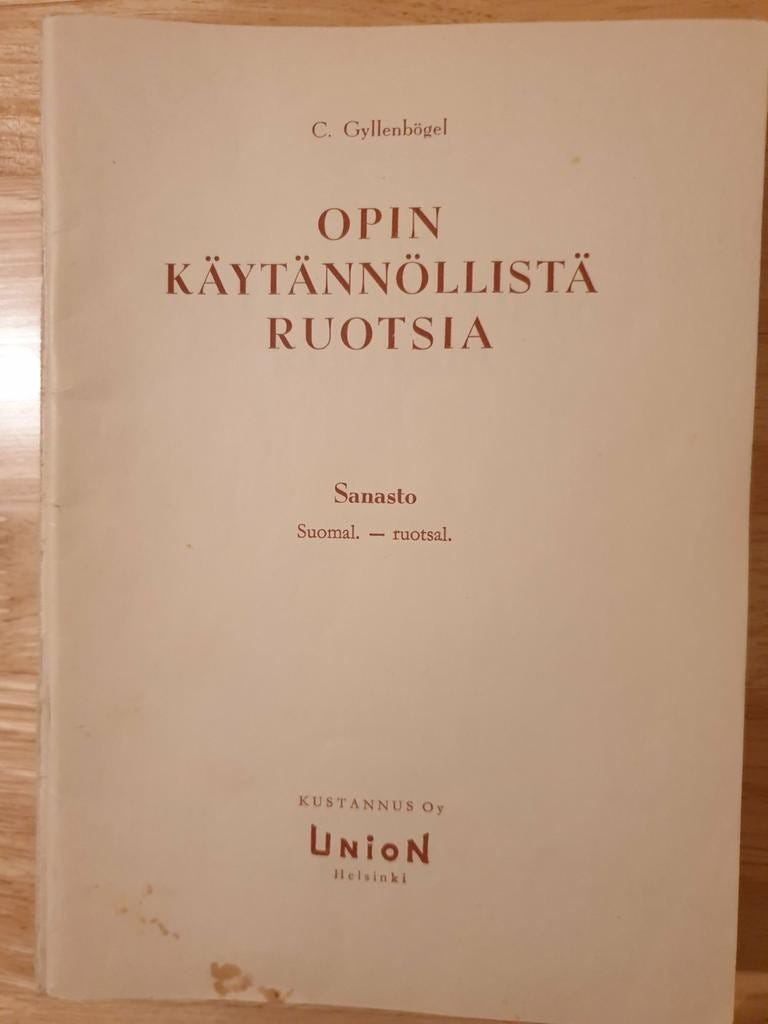 C. Gyllenbögel
OPIN
KÄYTÄNNÖLLISTÄ
RUOTSIA
Sanasto
Suomal. — ruotsal.
KUSTANNUS Oy
UNiON
Helsinki